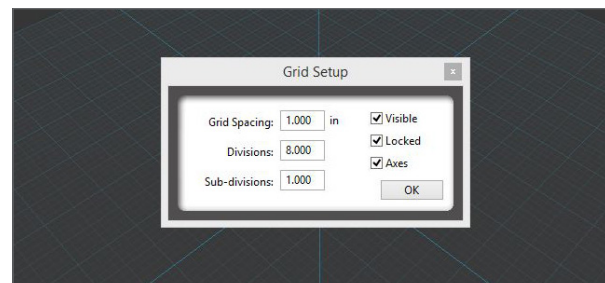 Grid Setup
x
Grid Spacing: 1.000 in
Visible
Divisions: 8.000
Locked
Axes
Sub-divisions: 1.000
OK